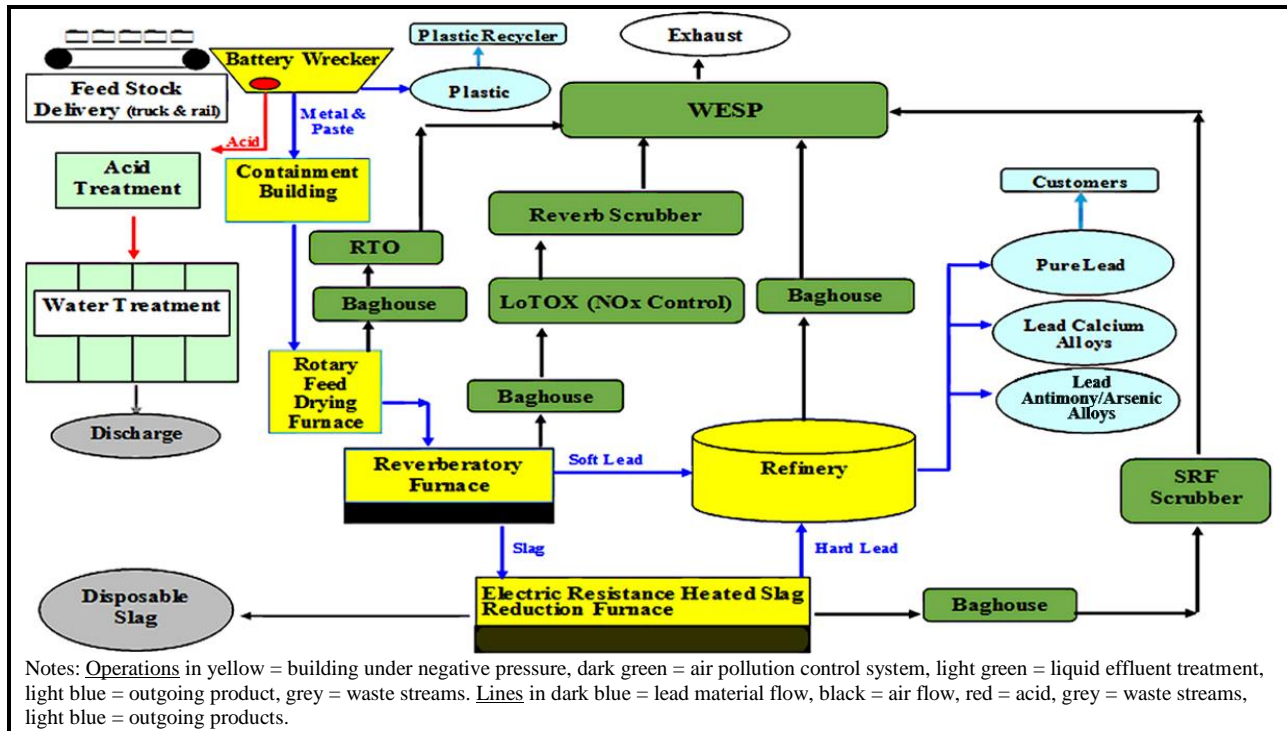 Feed Stock
Delivery (truck & rail)
Battery Wrecker
Plastic Recycler
Plastic
Exhaust
WESP
Metal &
Paste
Acid
Acid
Treatment
Containment
Building
Customers
Reverb Scrubber
RTO
Pure Lead
Water Treatment
Baghouse
LoTOX (NOx Control)
Baghouse
Lead Calcium
Alloys
Rotary
Feed
Drying
Furnace
Baghouse
Lead
Antimony/Arsenic
Alloys
Discharge
Reverberatory
Furnace
Soft Lead
Refinery
SRF
Scrubber
Slag
Hard Lead
Disposable
Slag
Electric Resistance Heated Slag
Reduction Furnace
Baghouse
Notes: Operations in yellow = building under negative pressure, dark green = air pollution control system, light green = liquid effluent treatment,
light blue = outgoing product, grey = waste streams. Lines in dark blue = lead material flow, black = air flow, red = acid, grey = waste streams,
light blue = outgoing products.